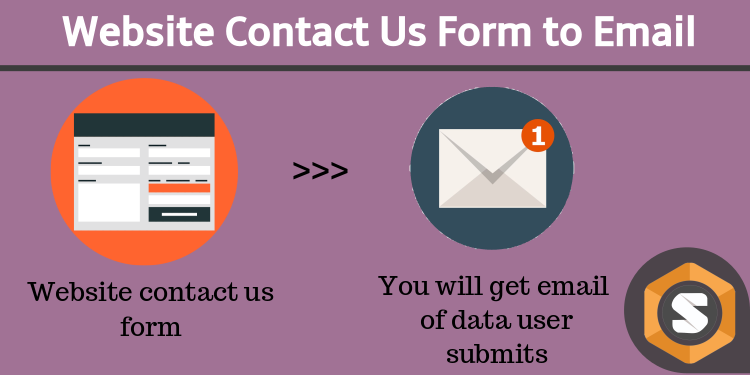 Website Contact Us Form to Email
1
>>>
Website contact us
form
You will get email
of data user
submits
S